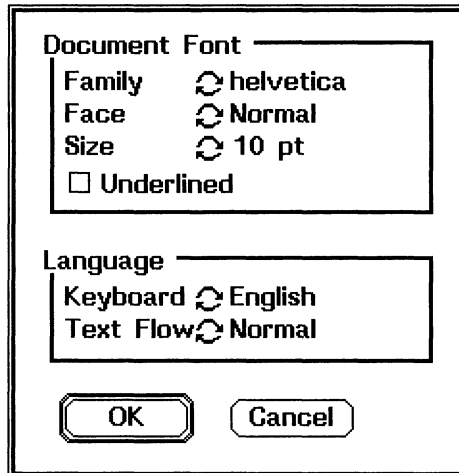 Document Font
Family helvetica
Face Normal
Size 10 pt
Underlined
Language
Keyboard English
Text Flow Normal
OK Cancel